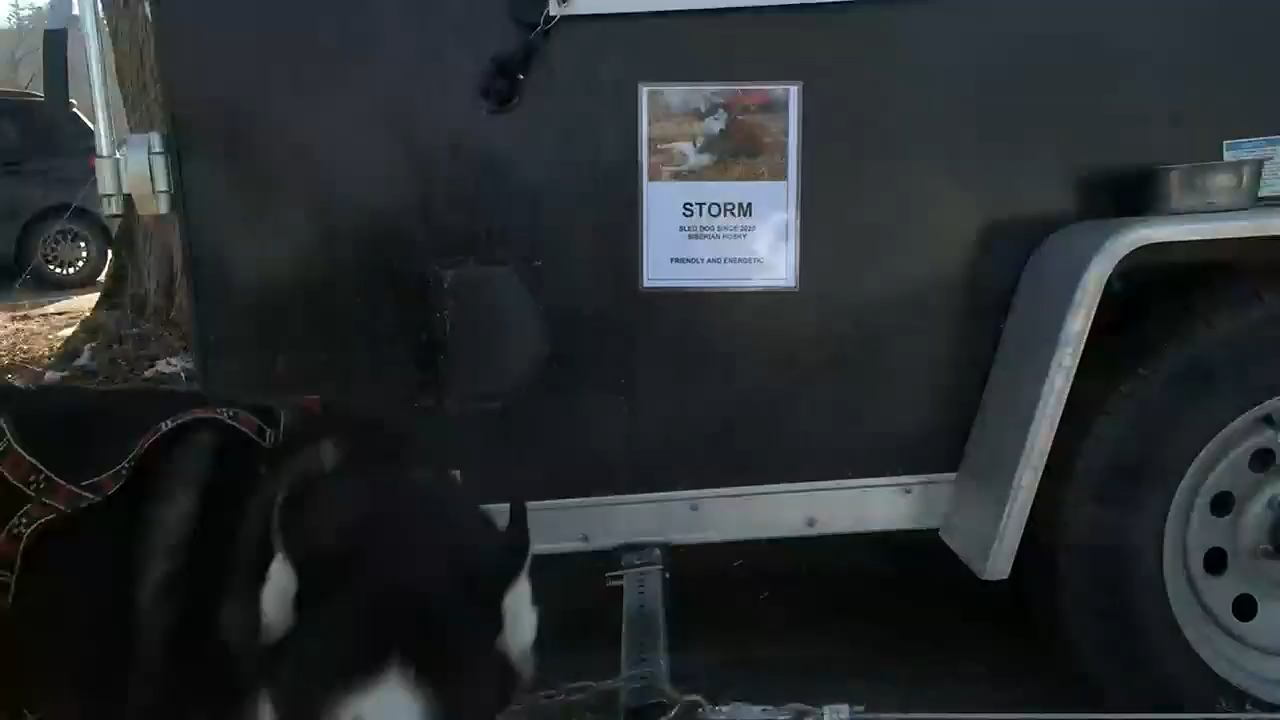 STORM
SLED DOG SINCE 2020
SIBERIAN HUSKY
FRIENDLY AND ENERGETIC